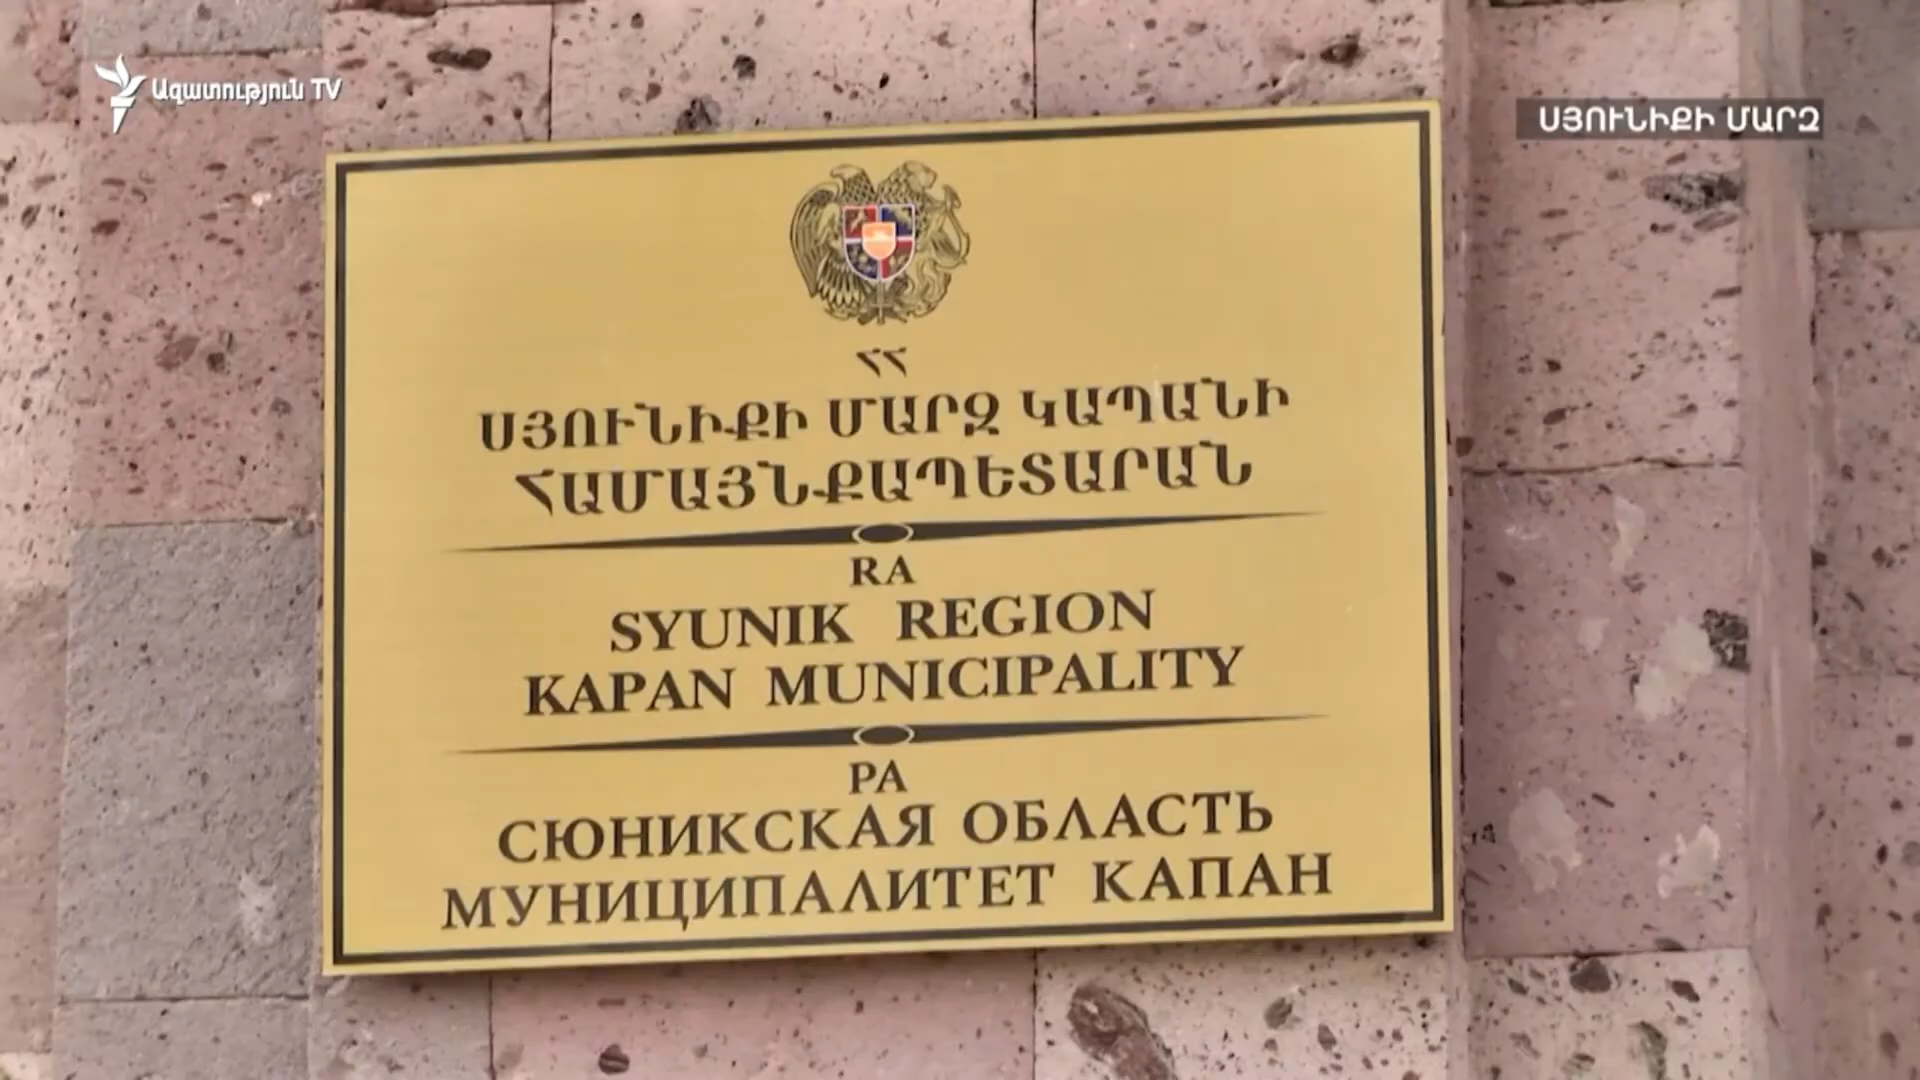 Ազատություն TV
ՍՅՈՒՆԻՔԻ ՄԱՐԶ
ՀՀ
ՍՅՈՒՆԻՔԻ ՄԱՐԶ ԿԱՊԱՆԻ
ՀԱՄԱՅՆՔԱՊԵՏԱՐԱՆ
RA
SYUNIK REGION
KAPAN MUNICIPALITY
РА
СЮНИКСКАЯ ОБЛАСТЬ
МУНИЦИПАЛИТЕТ КАПАН